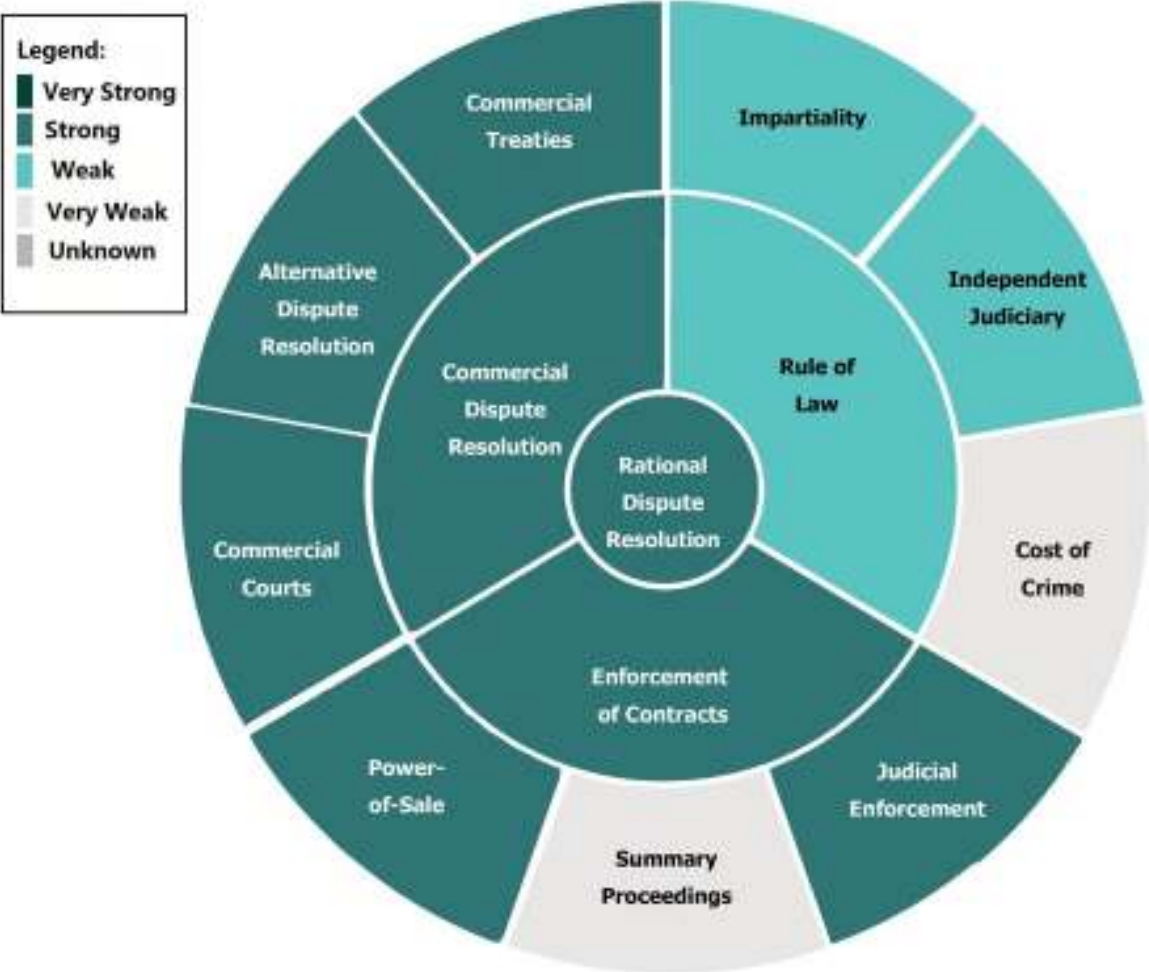 Legend:
Very Strong
Strong
Weak
Very Weak
Unknown
Commercial
Treaties
Impartiality
Alternative
Dispute
Resolution
Independent
Judiciary
Commercial
Dispute
Resolution
Rule of
Law
Rational
Dispute
Resolution
Commercial
Courts
Cost of
Crime
Enforcement
of Contracts
Power-
of-Sale
Judicial
Enforcement
Summary
Proceedings